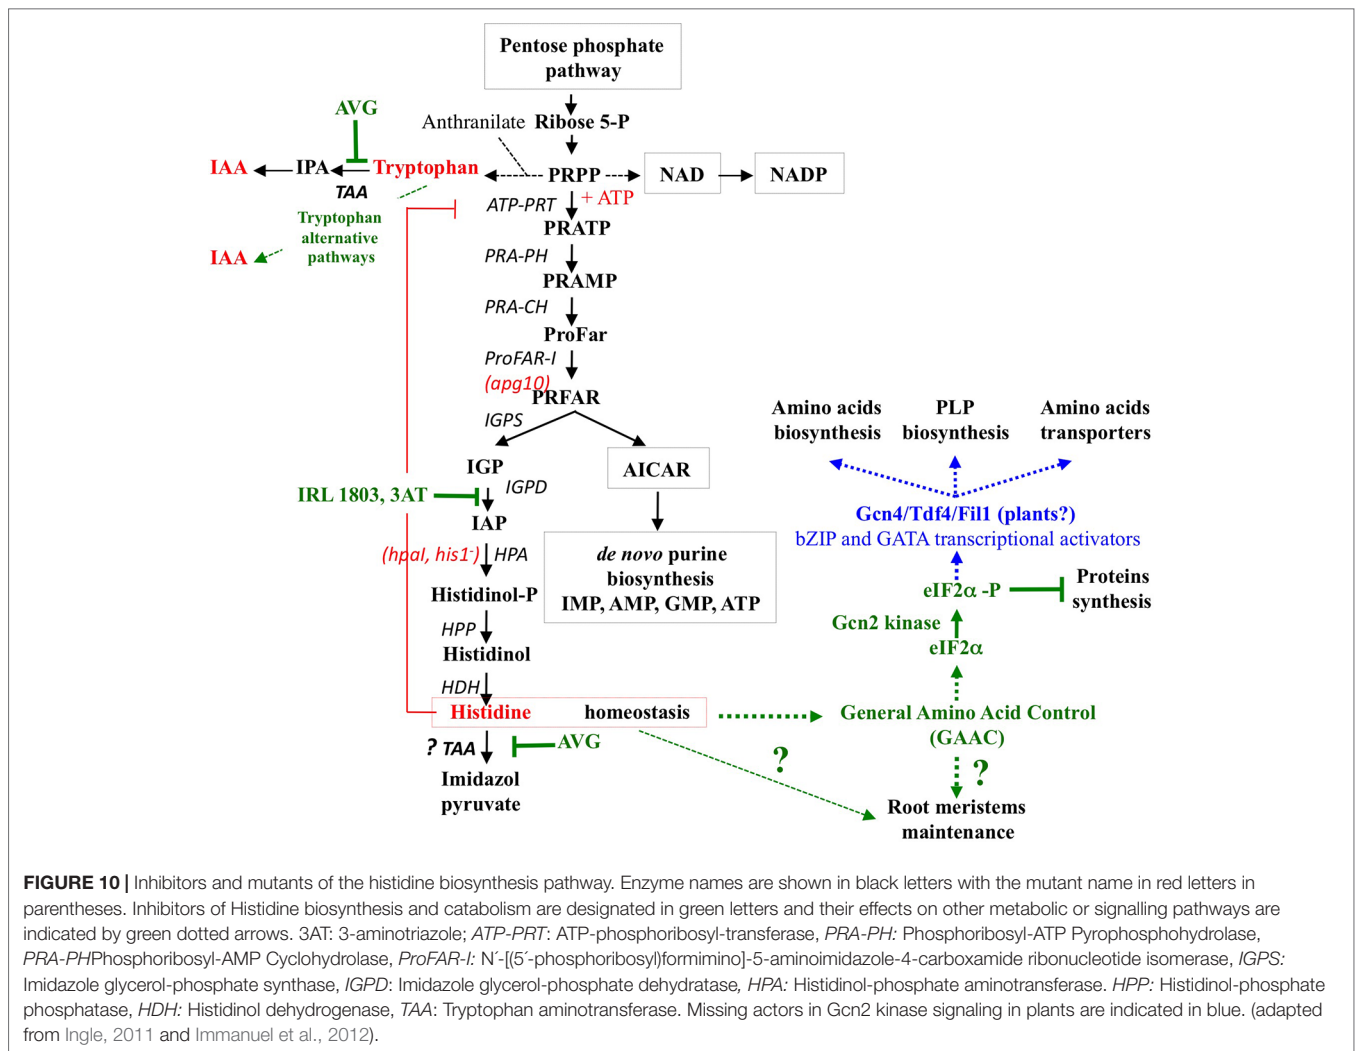 Pentose phosphate
pathway
AVG
Anthranilate Ribose 5-P
IAA IPA Tryptophan PRPP NAD NADP
TAA
+ ATP
ATP-PRT
Tryptophan
alternative
pathways
IAA
PRATP
PRA-PH
PRAMP
PRA-CH
ProFar
ProFAR-I
(apg10)
PRFAR
IGPS
IGP
AICAR
IGPD
IRL 1803, 3AT
IAP
(hpaI, his1-) HPA
de novo purine
biosynthesis
IMP, AMP, GMP, ATP
Histidinol-P
HPP
Histidinol
HDH
Histidine homeostasis
? TAA AVG
Imidazol
pyruvate
Amino acids
biosynthesis
PLP
biosynthesis
Amino acids
transporters
Gcn4/Tdf4/Fil1 (plants?)
bZIP and GATA transcriptional activators
eIF2α -P
Proteins
synthesis
Gcn2 kinase
eIF2α
General Amino Acid Control
(GAAC)
?
?
Root meristems
maintenance
FIGURE 10 | Inhibitors and mutants of the histidine biosynthesis pathway. Enzyme names are shown in black letters with the mutant name in red letters in
parentheses. Inhibitors of Histidine biosynthesis and catabolism are designated in green letters and their effects on other metabolic or signalling pathways are
indicated by green dotted arrows. 3AT: 3-aminotriazole; ATP-PRT: ATP-phosphoribosyl-transferase, PRA-PH: Phosphoribosyl-ATP Pyrophosphohydrolase,
PRA-PHPhosphoribosyl-AMP Cyclohydrolase, ProFAR-I: N´-[(5´-phosphoribosyl)formimino]-5-aminoimidazole-4-carboxamide ribonucleotide isomerase, IGPS:
Imidazole glycerol-phosphate synthase, IGPD: Imidazole glycerol-phosphate dehydratase, HPA: Histidinol-phosphate aminotransferase. HPP: Histidinol-phosphate
phosphatase, HDH: Histidinol dehydrogenase, TAA: Tryptophan aminotransferase. Missing actors in Gcn2 kinase signaling in plants are indicated in blue. (adapted
from Ingle, 2011 and Immanuel et al., 2012).